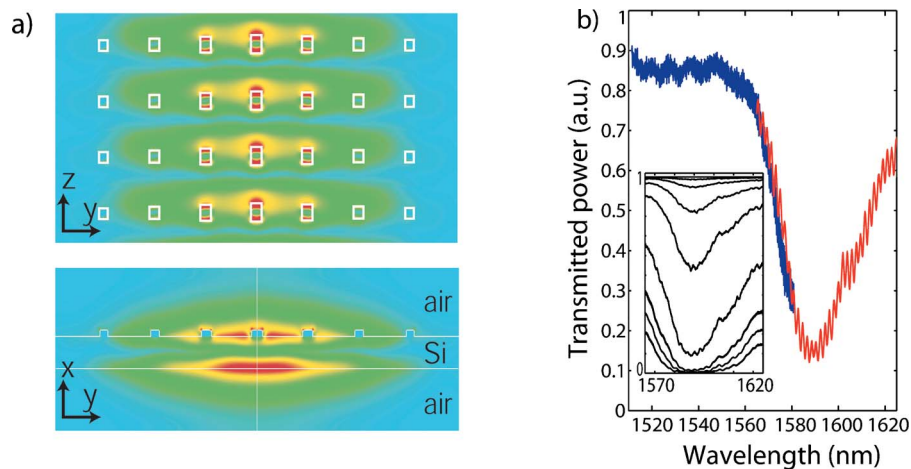 a)
z
y
air
Si
x
y
air
b)
Transmitted power (a.u.)
1
0.9
0.8
0.7
0.6
0.5
0.4
0.3
0.2
0.1
0
1
0
1570
1620
1520 1540 1560 1580 1600 1620
Wavelength (nm)